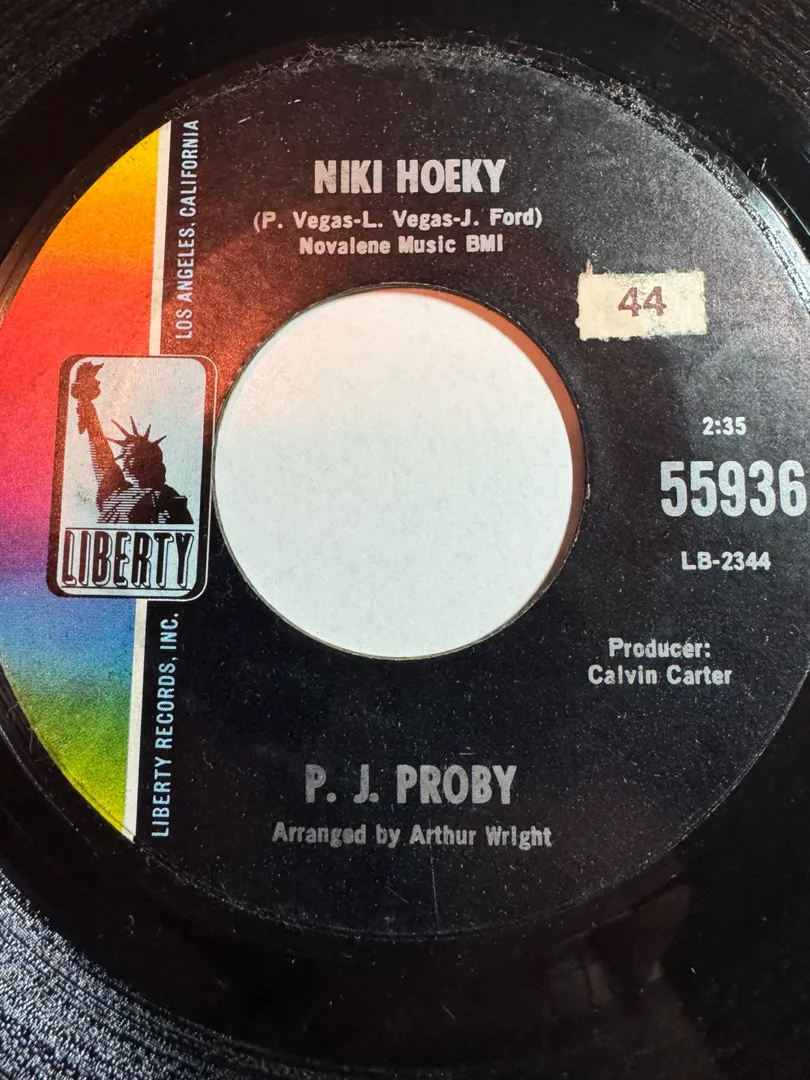 NIKI HOEKY
(P. Vegas-L. Vegas-J. Ford)
Novalene Music BMI
44
2:35
55936
LB-2344
Producer:
Calvin Carter
P. J. PROBY
Arranged by Arthur Wright
LIBERTY
LIBERTY RECORDS, INC.
LOS ANGELES, CALIFORNIA